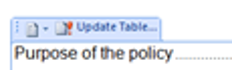 Update Table...
Purpose of the policy